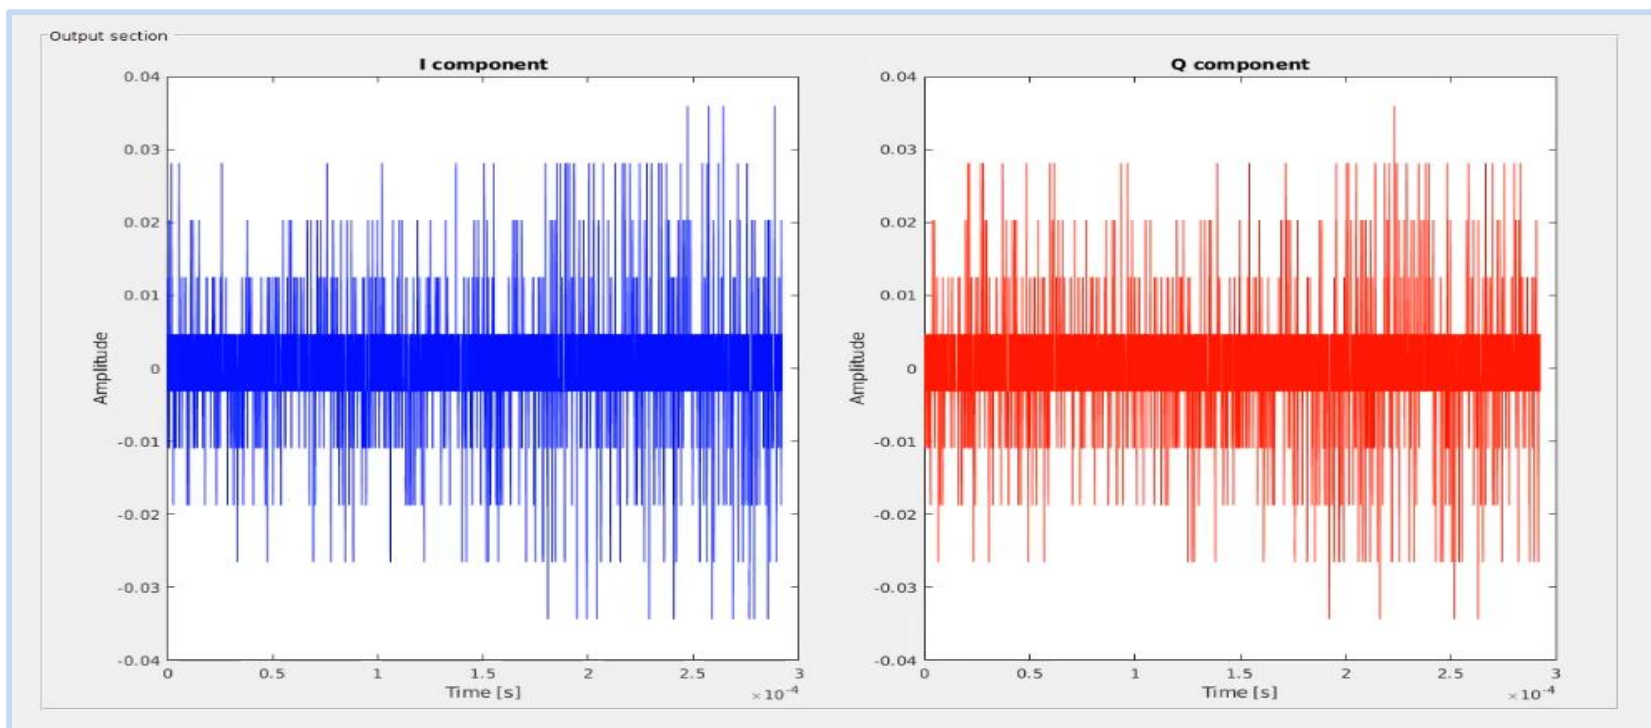 Output section
I component
0.04
0.03
0.02
0.01
0
-0.01
-0.02
-0.03
-0.04
Amplitude
0 0.5 1 1.5 2 2.5 3
Time [s]
×10-4
Q component
0.04
0.03
0.02
0.01
0
-0.01
-0.02
-0.03
-0.04
Amplitude
0 0.5 1 1.5 2 2.5 3
Time [s]
×10-4